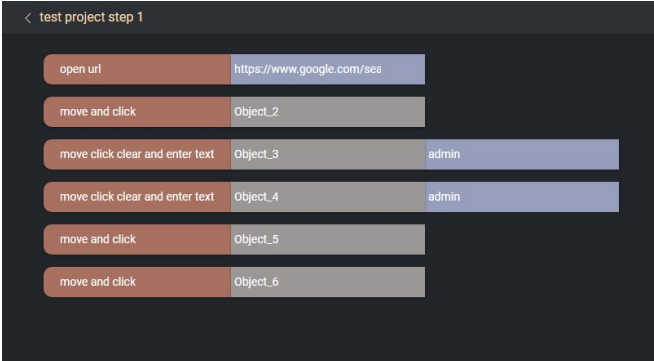 test project step 1
open url https://www.google.com/sea
move and click Object_2
move click clear and enter text Object_3 admin
move click clear and enter text Object_4 admin
move and click Object_5
move and click Object_6